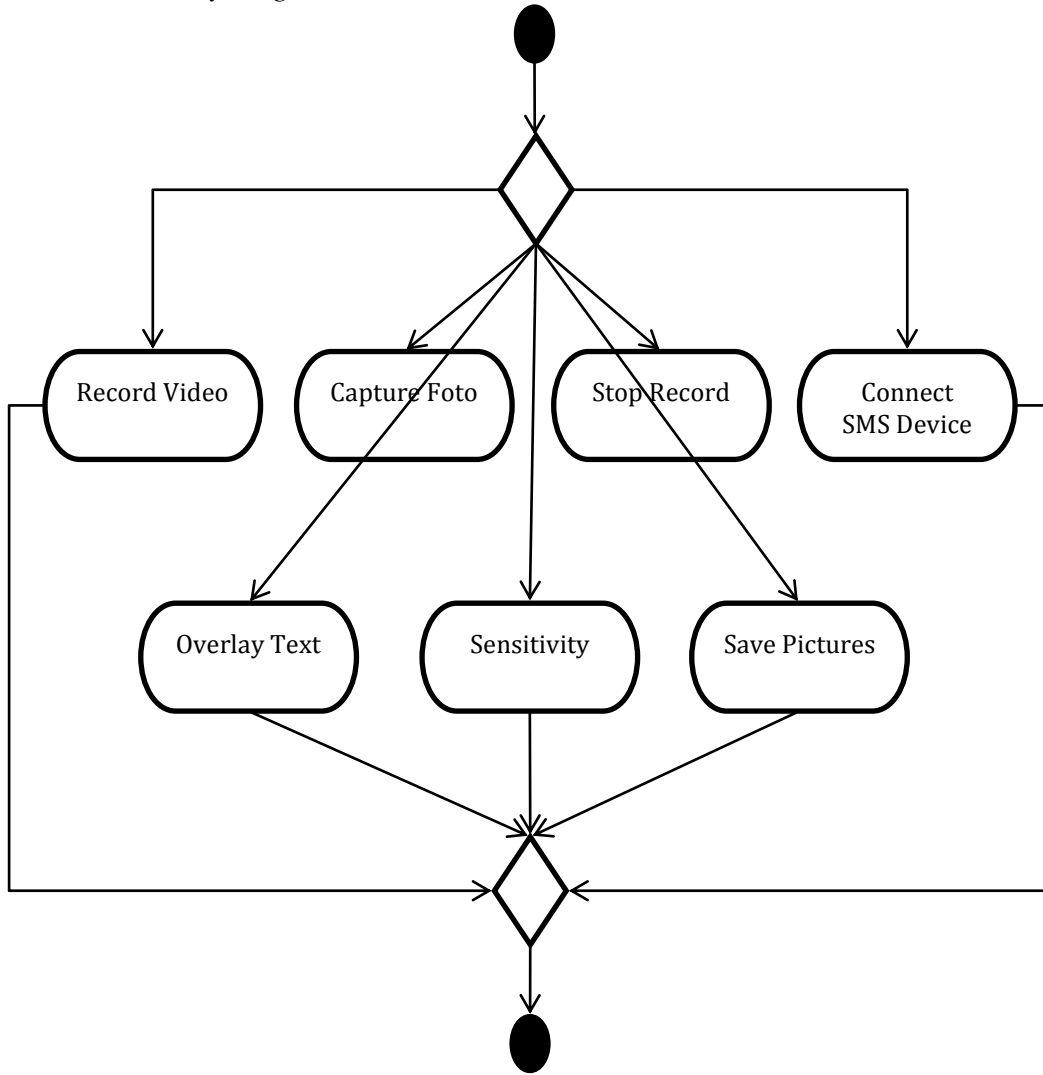 Record Video
Capture Foto
Stop Record
Connect
SMS Device
Overlay Text
Sensitivity
Save Pictures